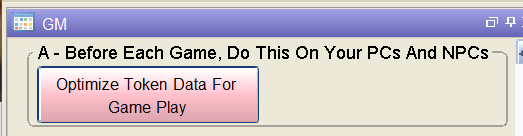 GM
A - Before Each Game, Do This On Your PCs And NPCs
Optimize Token Data For
Game Play